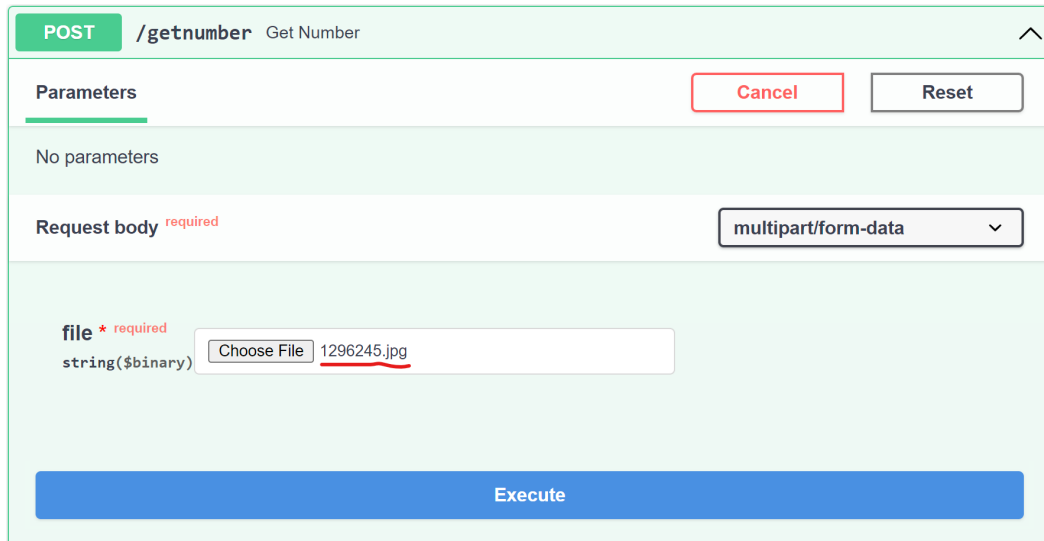 POST /getnumber Get Number
Parameters Cancel Reset
No parameters
Request body required multipart/form-data
file * required
string($binary) Choose File 1296245.jpg
Execute